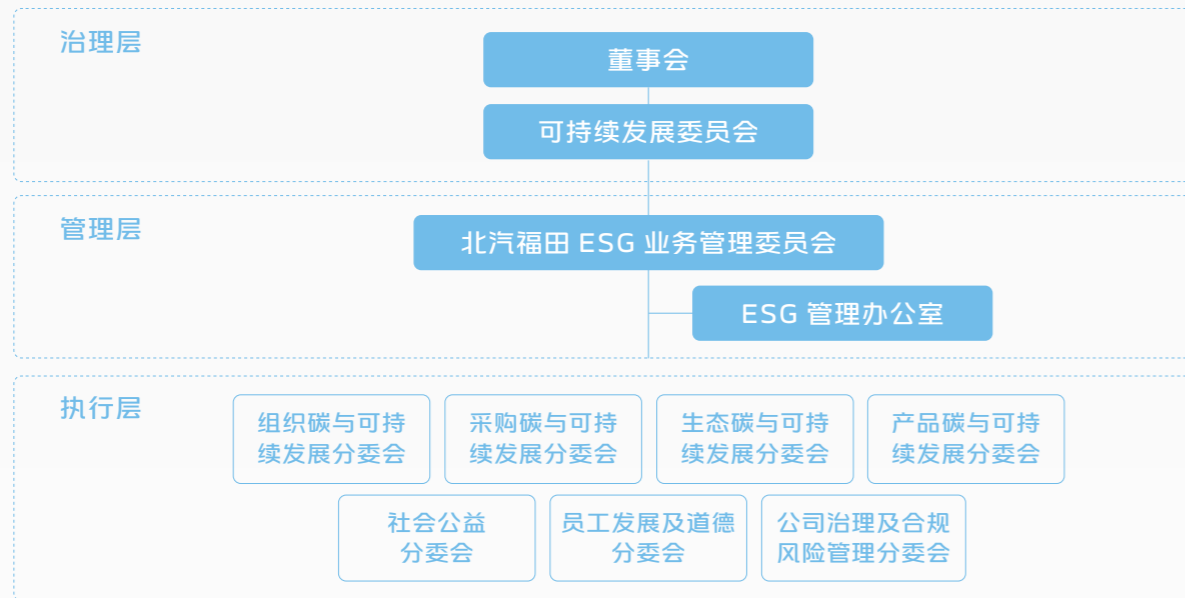 治理层
董事会
可持续发展委员会
管理层
北汽福田 ESG 业务管理委员会
ESG 管理办公室
执行层
组织碳与可持
续发展分委会
采购碳与可持
续发展分委会
生态碳与可持
续发展分委会
产品碳与可持
续发展分委会
社会公益
分委会
员工发展及道德
分委会
公司治理及合规
风险管理分委会